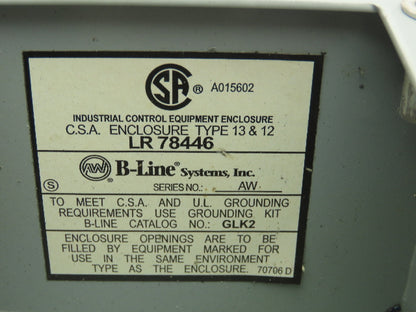 SA ® A015602
INDUSTRIAL CONTROL EQUIPMENT ENCLOSURE
C.S.A. ENCLOSURE TYPE 13 & 12
LR 78446
AW B-Line® Systems, Inc.
S SERIES NO.: AW
TO MEET C.S.A. AND U.L. GROUNDING
REQUIREMENTS USE GROUNDING KIT
B-LINE CATALOG NO.: GLK2
ENCLOSURE OPENINGS ARE TO BE
FILLED BY EQUIPMENT MARKED FOR
USE IN THE SAME ENVIRONMENT
TYPE AS THE ENCLOSURE. 70706 D